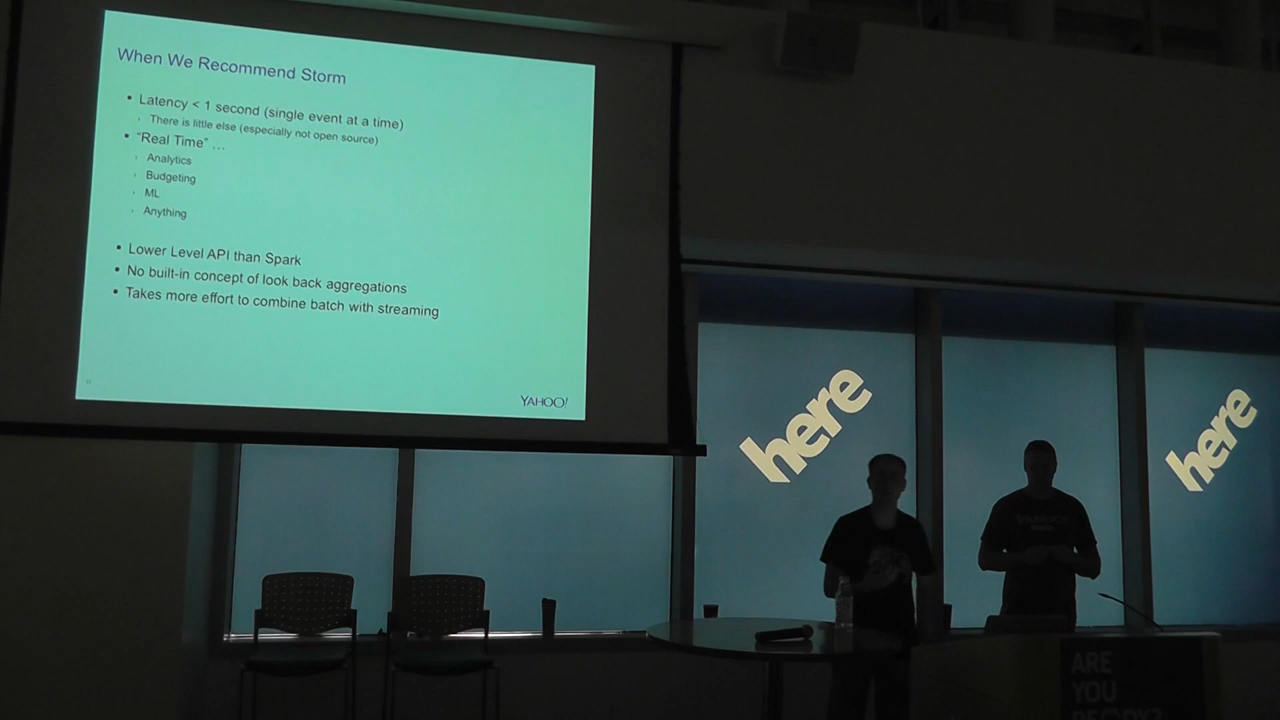 When We Recommend Storm
• Latency < 1 second (single event at a time)
› There is little else (especially not open source)
• "Real Time" …
› Analytics
› Budgeting
› ML
› Anything
• Lower Level API than Spark
• No built-in concept of look back aggregations
• Takes more effort to combine batch with streaming
YAHOO!
here
here
ARE
YOU